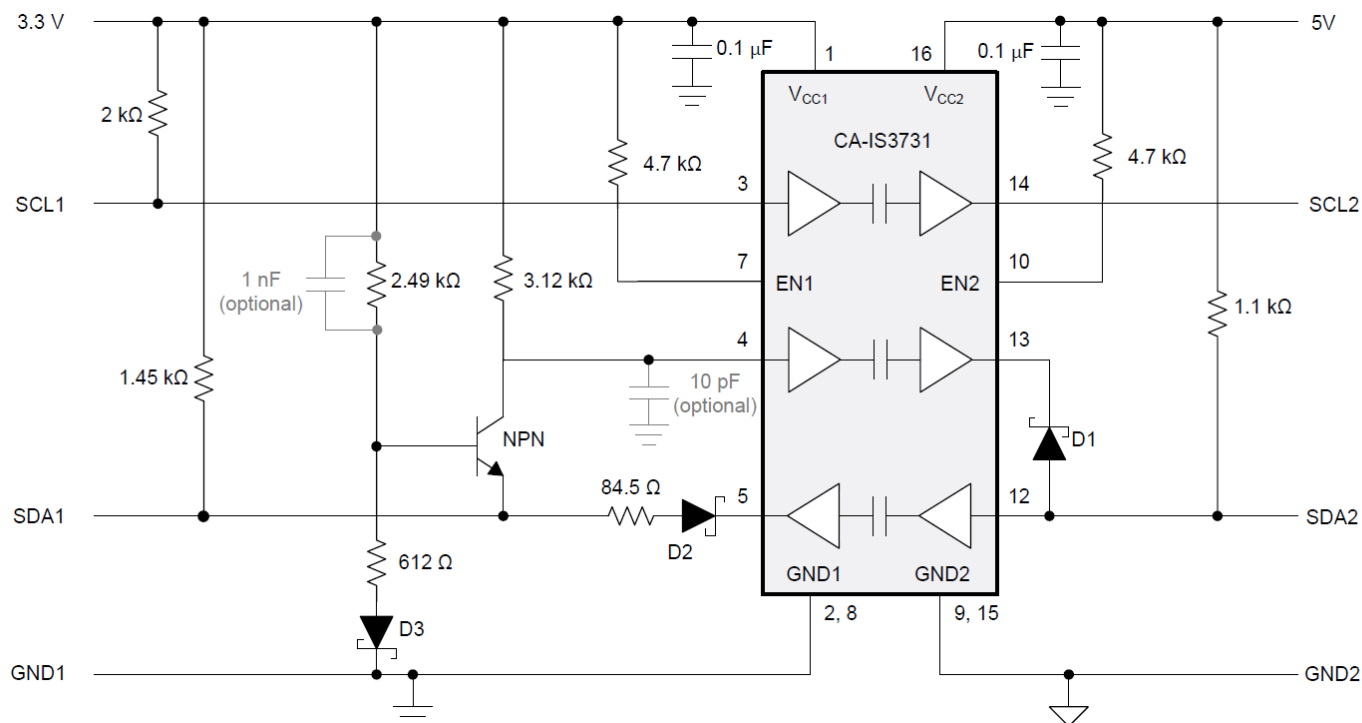 3.3 V
5V
0.1 μF
1
16
0.1 μF
V_CC1
V_CC2
2 kΩ
CA-IS3731
4.7 kΩ
4.7 kΩ
3
14
SCL1
SCL2
7
10
1 nF
(optional)
2.49 kΩ
3.12 kΩ
EN1
EN2
1.1 kΩ
4
13
1.45 kΩ
10 pF
(optional)
NPN
D1
84.5 Ω
5
12
SDA1
SDA2
D2
612 Ω
GND1
GND2
2, 8
9, 15
D3
GND1
GND2